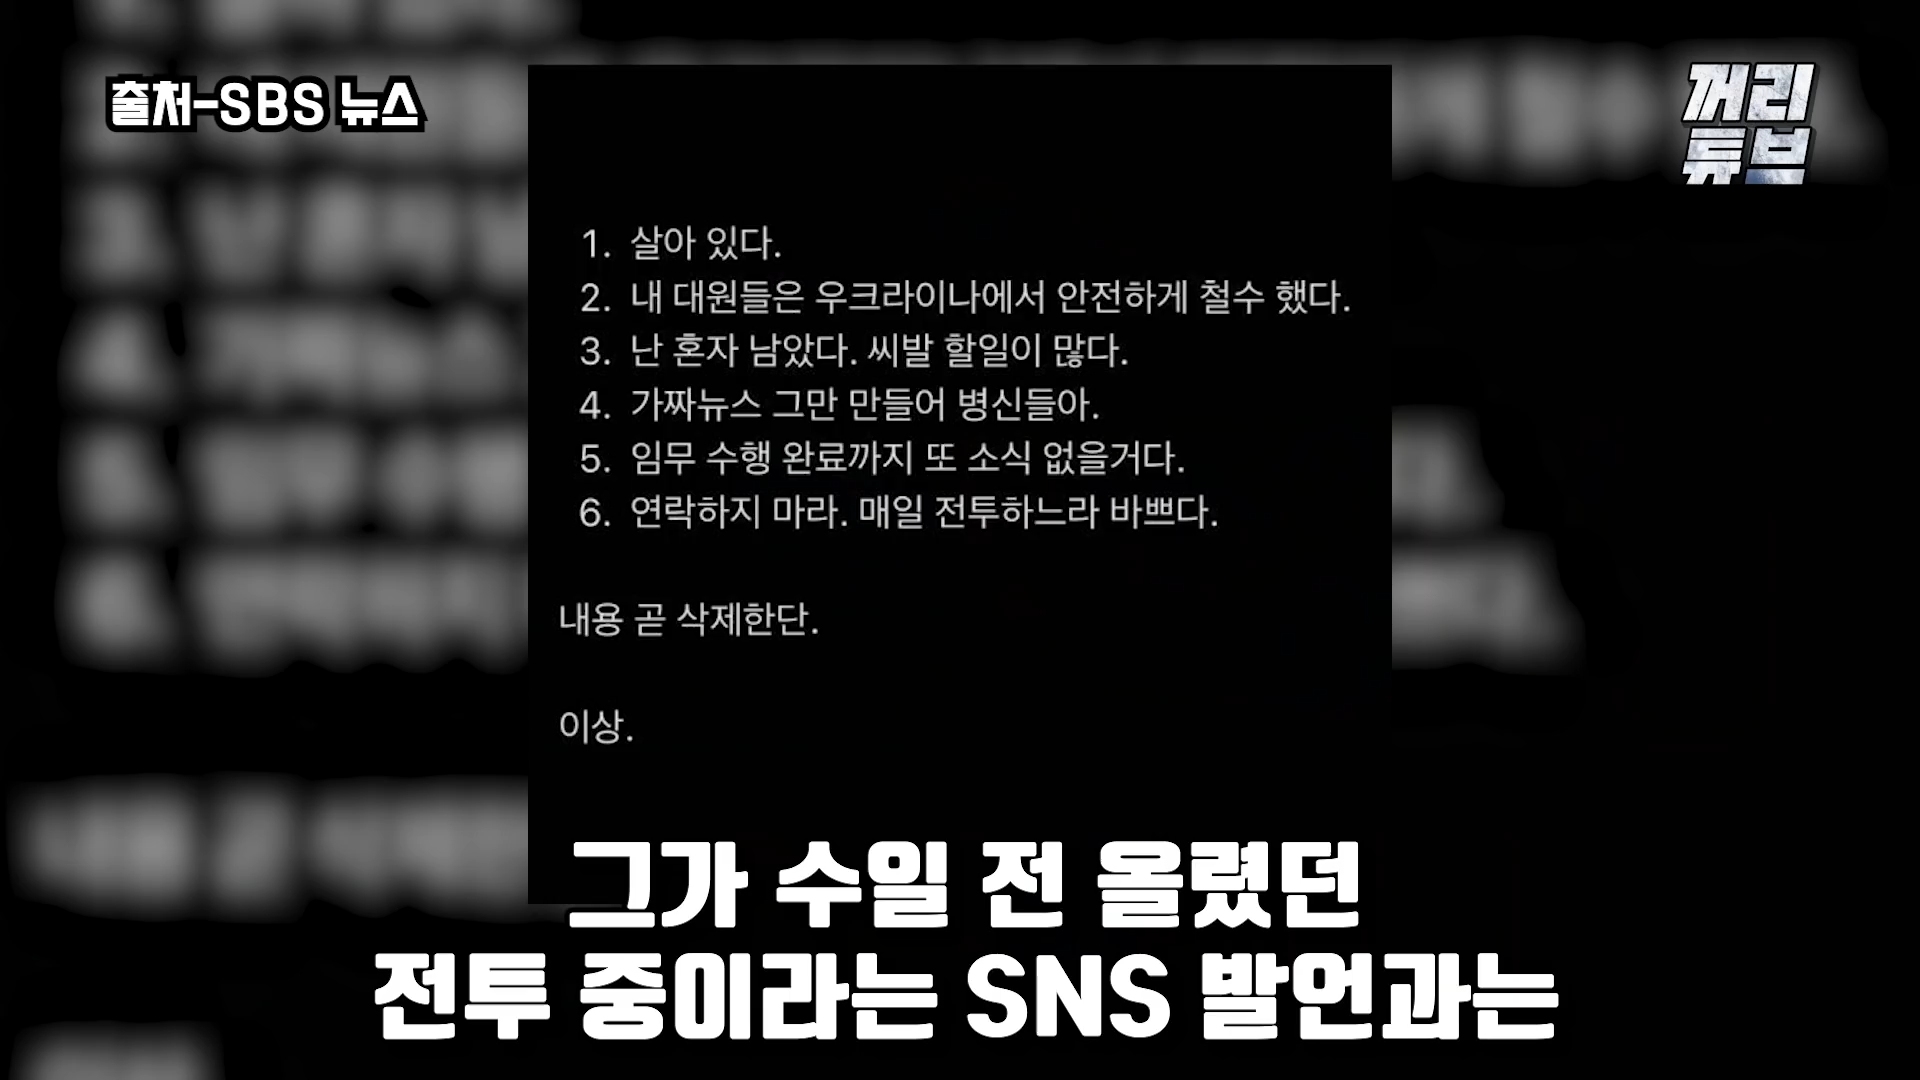 출처-SBS 뉴스
꺼리
튜브
1. 살아 있다.
2. 내 대원들은 우크라이나에서 안전하게 철수 했다.
3. 난 혼자 남았다. 씨발 할일이 많다.
4. 가짜뉴스 그만 만들어 병신들아.
5. 임무 수행 완료까지 또 소식 없을거다.
6. 연락하지 마라. 매일 전투하느라 바쁘다.
내용 곧 삭제한단.
이상.
그가 수일 전 올렸던
전투 중이라는 SNS 발언과는